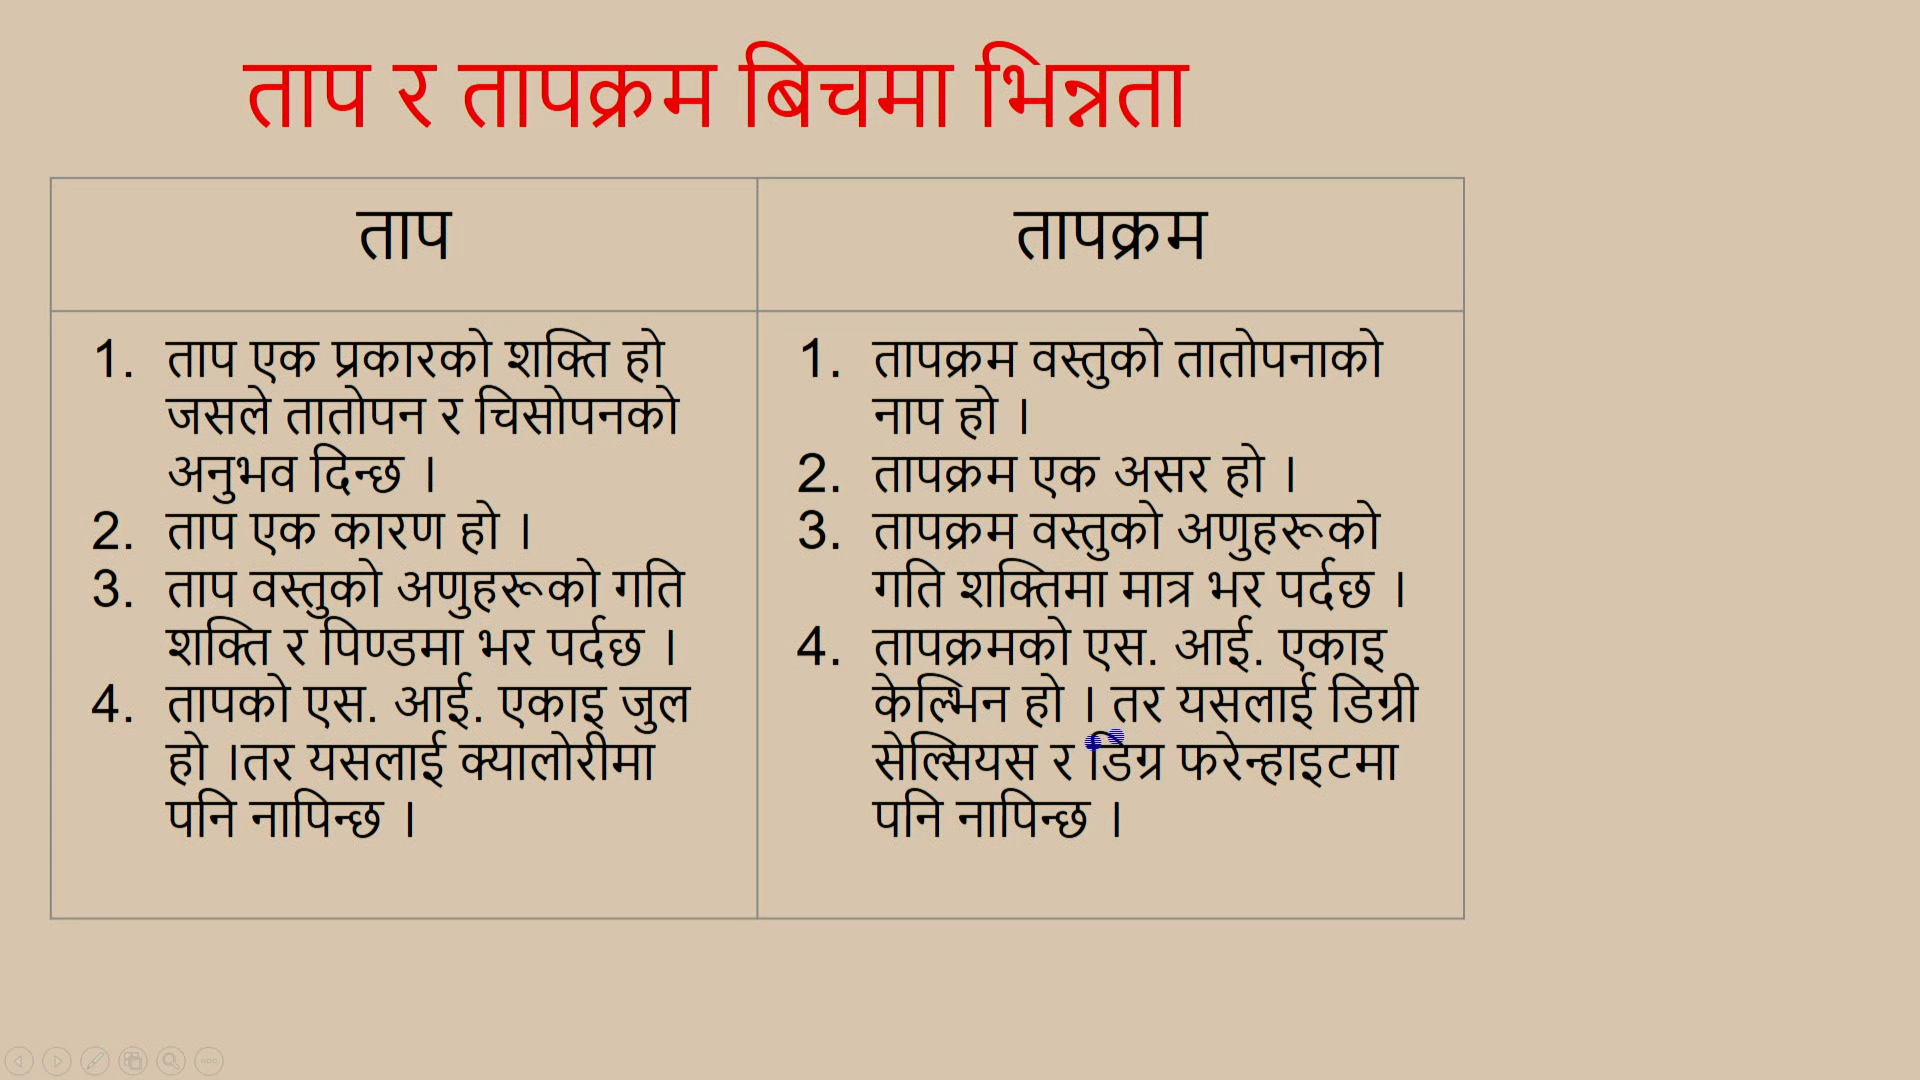 ताप र तापक्रम बिचमा भिन्नता
ताप
1. ताप एक प्रकारको शक्ति हो
जसले तातोपन र चिसोपनको
अनुभव दिन्छ ।
2. ताप एक कारण हो ।
3. ताप वस्तुको अणुहरूको गति
शक्ति र पिण्डमा भर पर्दछ ।
4. तापको एस. आई. एकाइ जुल
हो ।तर यसलाई क्यालोरीमा
पनि नापिन्छ ।
तापक्रम
1. तापक्रम वस्तुको तातोपनाको
नाप हो ।
2. तापक्रम एक असर हो ।
3. तापक्रम वस्तुको अणुहरूको
गति शक्तिमा मात्र भर पर्दछ ।
4. तापक्रमको एस. आई. एकाइ
केल्भिन हो । तर यसलाई डिग्री
सेल्सियस र डिग्र फरेन्हाइटमा
पनि नापिन्छ ।